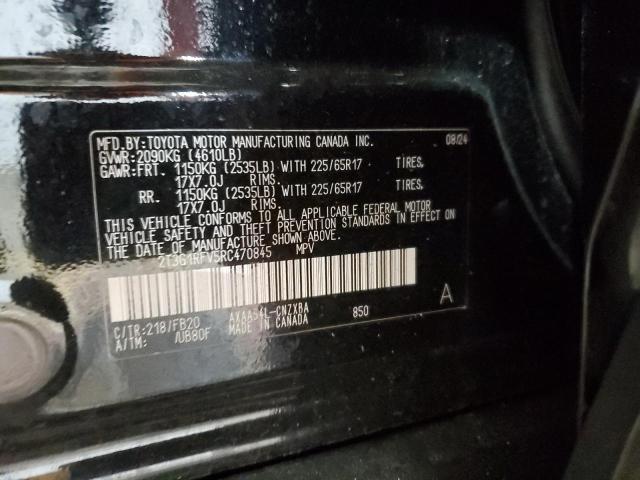 MFD.BY:TOYOTA MOTOR MANUFACTURING CANADA INC. 08/24
GVWR:2090KG (4610LB)
GAWR:FRT. 1150KG (2535LB) WITH 225/65R17 TIRES,
17X7.0J RIMS.
RR. 1150KG (2535LB) WITH 225/65R17 TIRES,
17X7.0J RIMS.
THIS VEHICLE CONFORMS TO ALL APPLICABLE FEDERAL MOTOR
VEHICLE SAFETY AND THEFT PREVENTION STANDARDS IN EFFECT ON
THE DATE OF MANUFACTURE SHOWN ABOVE.
2T3G1RFV5RC470845 MPV
C/TR:218/FB20 AXAA54L-CNZXBA 850 A
A/TM: /UB80F MADE IN CANADA